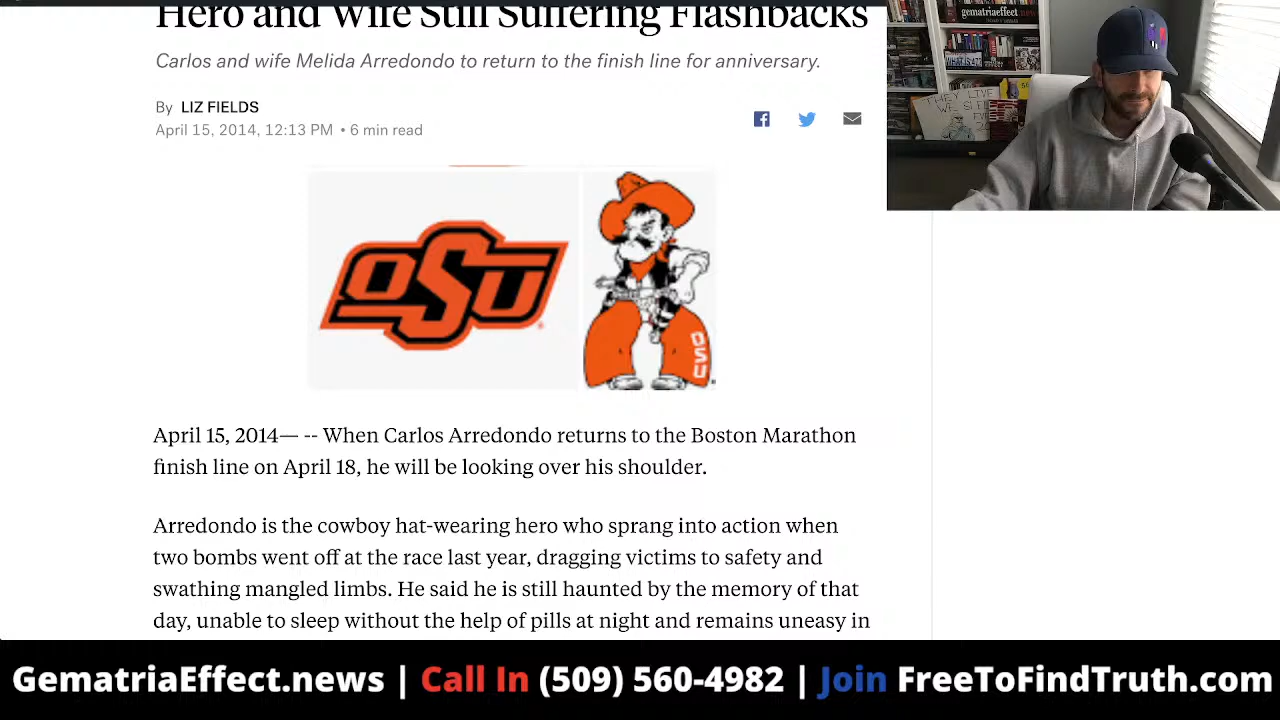 Hero and Wife Still Suffering Flashbacks
Carlos and wife Melida Arredondo to return to the finish line for anniversary.
By LIZ FIELDS
April 15, 2014, 12:13 PM • 6 min read
OSU
OSU
April 15, 2014— -- When Carlos Arredondo returns to the Boston Marathon
finish line on April 18, he will be looking over his shoulder.
Arredondo is the cowboy hat-wearing hero who sprang into action when
two bombs went off at the race last year, dragging victims to safety and
swathing mangled limbs. He said he is still haunted by the memory of that
day, unable to sleep without the help of pills at night and remains uneasy in
gematriaeffect
THEY LIVE
WE SLEEP
GematriaEffect.news | Call In (509) 560-4982 | Join FreeToFindTruth.com